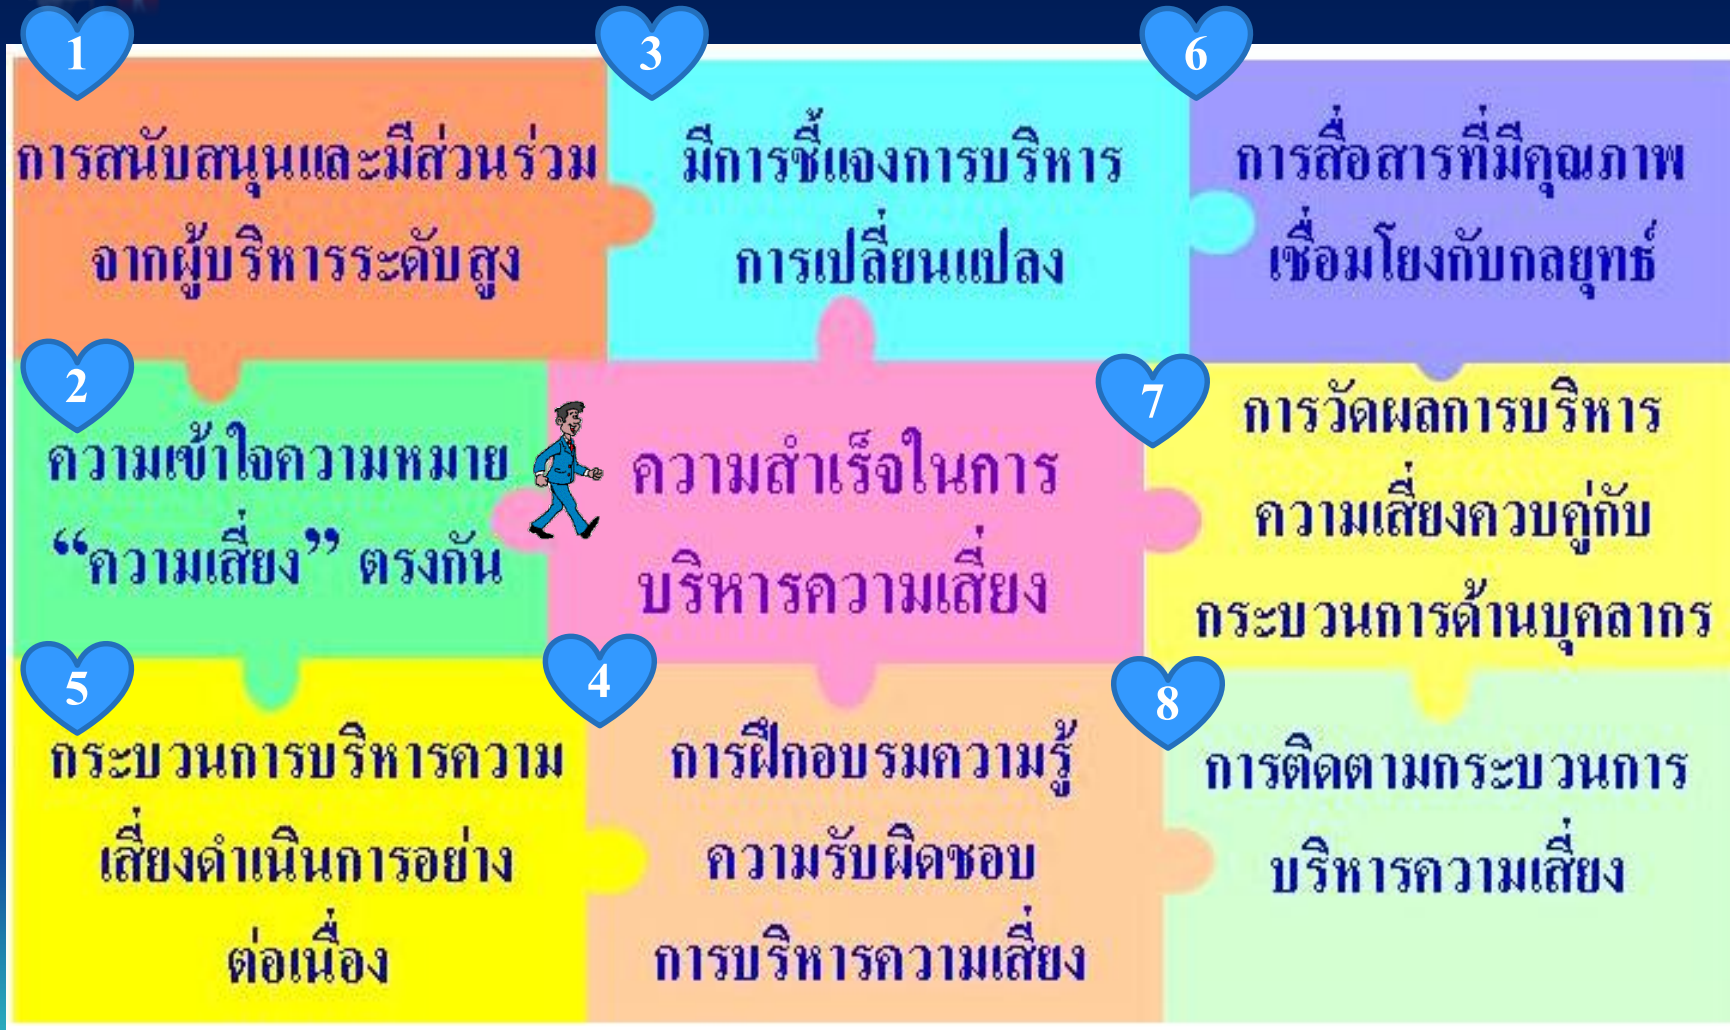 1
การสนับสนุนและมีส่วนร่วม
จากผู้บริหารระดับสูง
3
มีการชี้แจงการบริหาร
การเปลี่ยนแปลง
6
การสื่อสารที่มีคุณภาพ
เชื่อมโยงกับกลยุทธ์
2
ความเข้าใจความหมาย
“ความเสี่ยง” ตรงกัน
ความสำเร็จในการ
บริหารความเสี่ยง
7
การวัดผลการบริหาร
ความเสี่ยงควบคู่กับ
กระบวนการด้านบุคลากร
5
กระบวนการบริหารความ
เสี่ยงดำเนินการอย่าง
ต่อเนื่อง
4
การฝึกอบรมความรู้
ความรับผิดชอบ
การบริหารความเสี่ยง
8
การติดตามกระบวนการ
บริหารความเสี่ยง